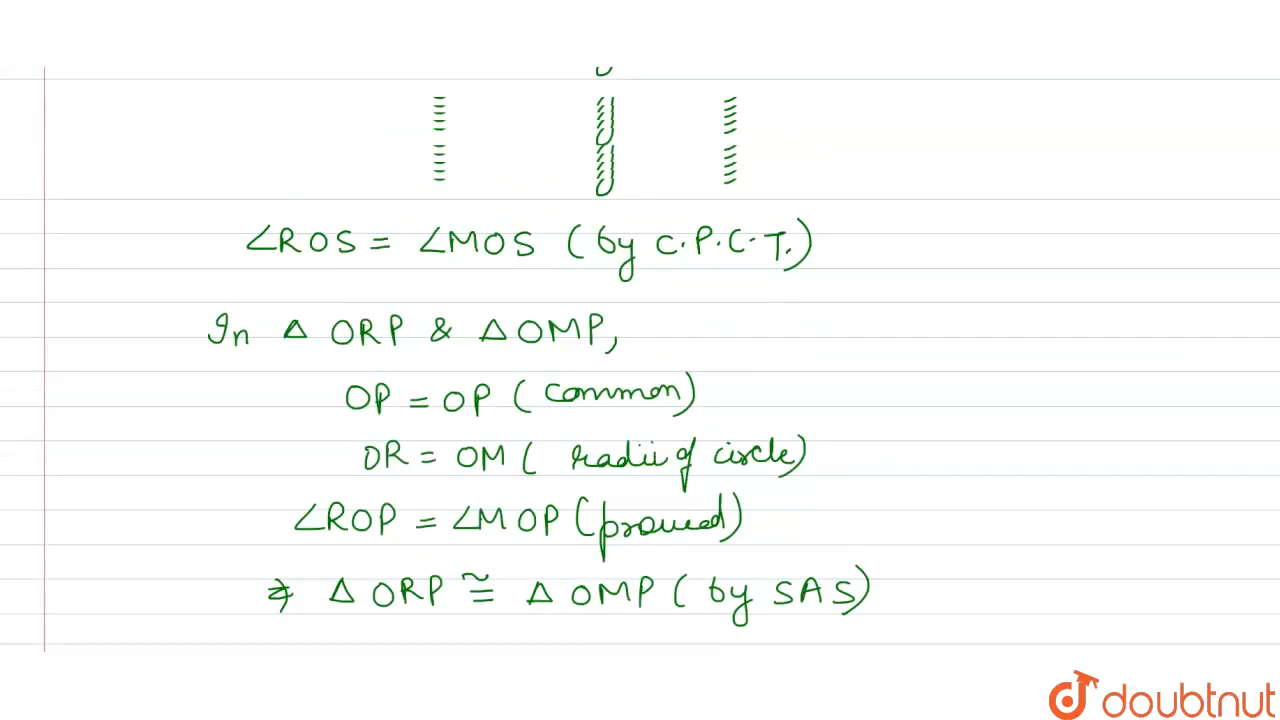 ∠ROS = ∠MOS (by C.P.C.T.)
In △ ORP & △ OMP,
OP = OP (common)
OR = OM ( radii of circle)
∠ROP = ∠MOP (proved)
⇒ △ ORP ≅ △ OMP ( by SAS)
doubtnut